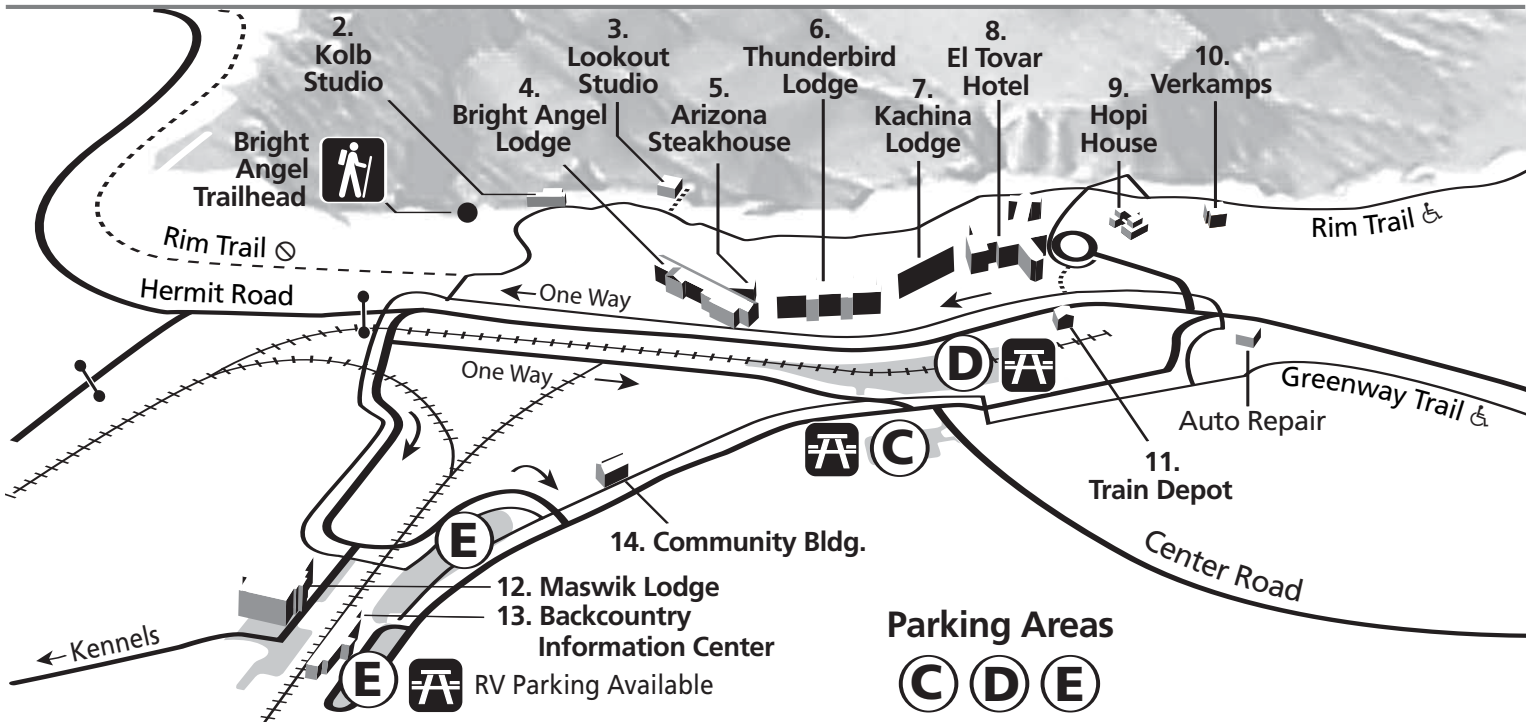 2.
Kolb
Studio
3.
Lookout
Studio
4.
Bright Angel
Lodge
5.
Arizona
Steakhouse
6.
Thunderbird
Lodge
7.
Kachina
Lodge
8.
El Tovar
Hotel
9.
Hopi
House
10.
Verkamps
Bright
Angel
Trailhead
Rim Trail
Rim Trail
Hermit Road
← One Way
One Way →
D
Greenway Trail
Auto Repair
C
11.
Train Depot
E
14. Community Bldg.
Center Road
12. Maswik Lodge
13. Backcountry
Information Center
← Kennels
E
RV Parking Available
Parking Areas
C D E